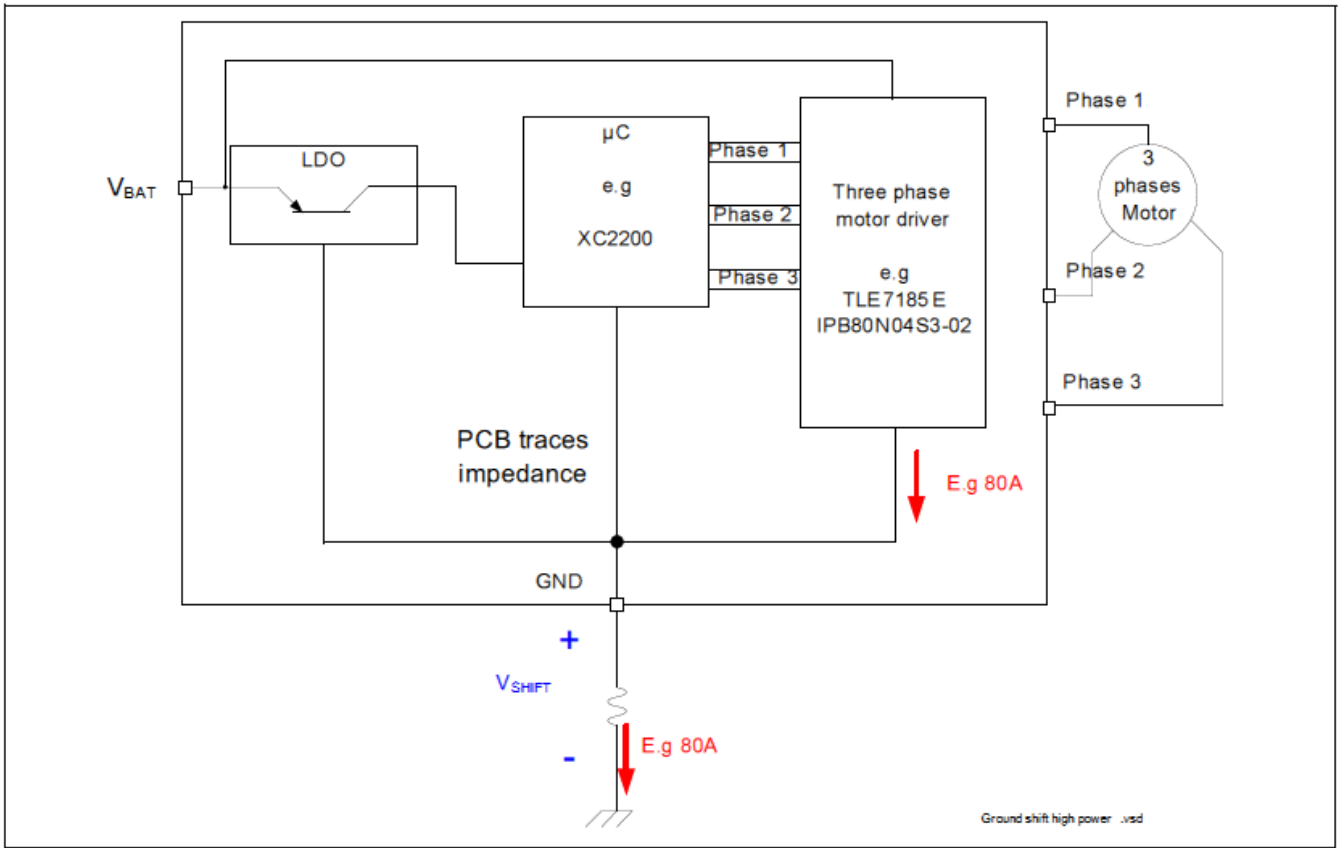 Phase 1
µC
LDO
Phase 1
3
phases
Motor
V_BAT
e.g
Three phase
motor driver
Phase 2
XC2200
e.g
Phase 2
Phase 3
TLE7185E
IPB80N04S3-02
Phase 3
PCB traces
impedance
E.g 80A
GND
+
V_SHIFT
-
E.g 80A
Ground shift high power .vsd